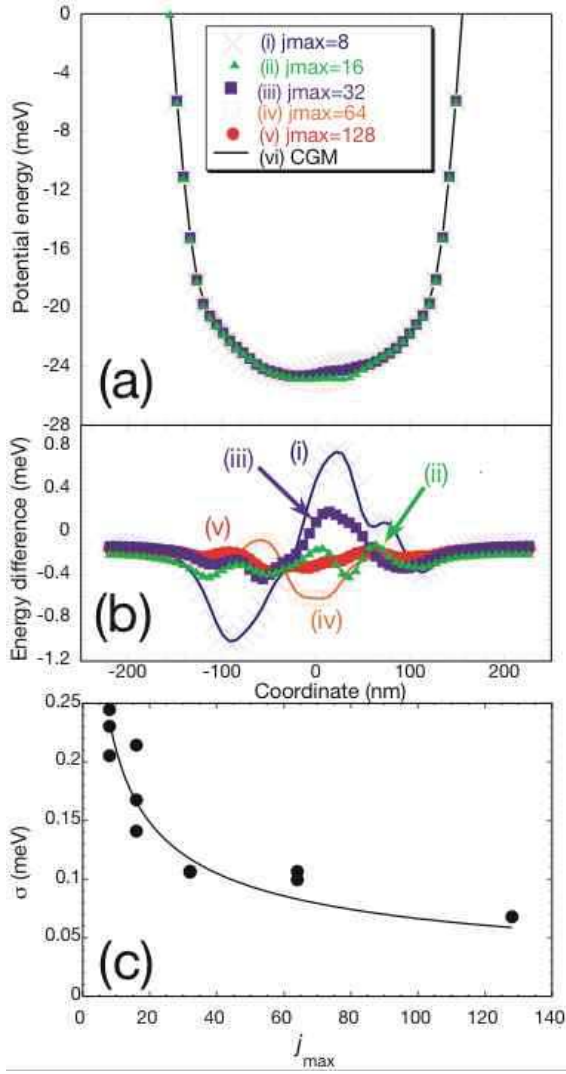 0
-4
-8
-12
-16
-20
-24
-28
Potential energy (meV)
(i) jmax=8
(ii) jmax=16
(iii) jmax=32
(iv) jmax=64
(v) jmax=128
(vi) CGM
(a)
0.8
0.4
0
-0.4
-0.8
-1.2
Energy difference (meV)
(iii)
(i)
(ii)
(v)
(iv)
(b)
-200
-100
0
100
200
Coordinate (nm)
0.25
0.2
0.15
0.1
0.05
0
σ (meV)
(c)
0
20
40
60
80
100
120
140
jmax